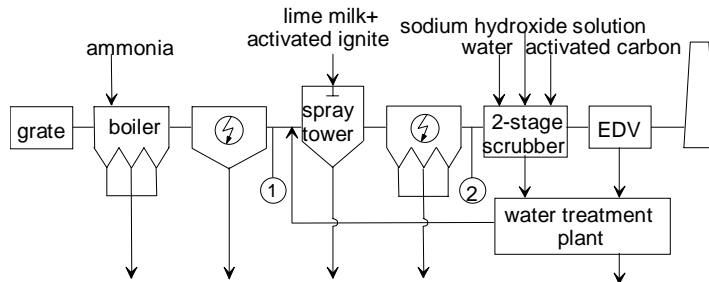 lime milk+
activated ignite
sodium hydroxide solution
water
activated carbon
ammonia
grate
boiler
spray
tower
2-stage
scrubber
EDV
1
2
water treatment
plant